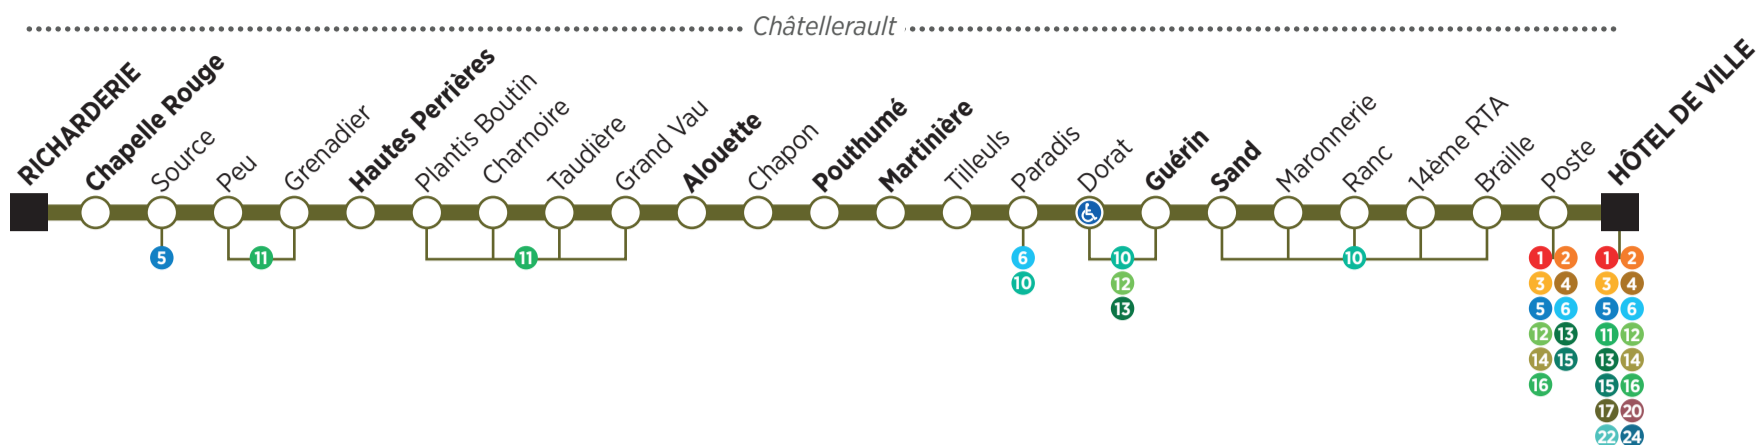 Châtellerault
RICHARDERIE
Chapelle Rouge
Source
Peu
Grenadier
Hautes Perrières
Plantis Boutin
Charnoire
Taudière
Grand Vau
Alouette
Chapon
Pouthumé
Martinière
Tilleuls
Paradis
Dorat
Guérin
Sand
Maronnerie
Ranc
14ème RTA
Braille
Poste
HÔTEL DE VILLE
5
11
11
6
10
10
12
13
10
1 2
3 4
5 6
12 13
14 15
16
1 2
3 4
5 6
11 12
13 14
15 16
17 20
22 24